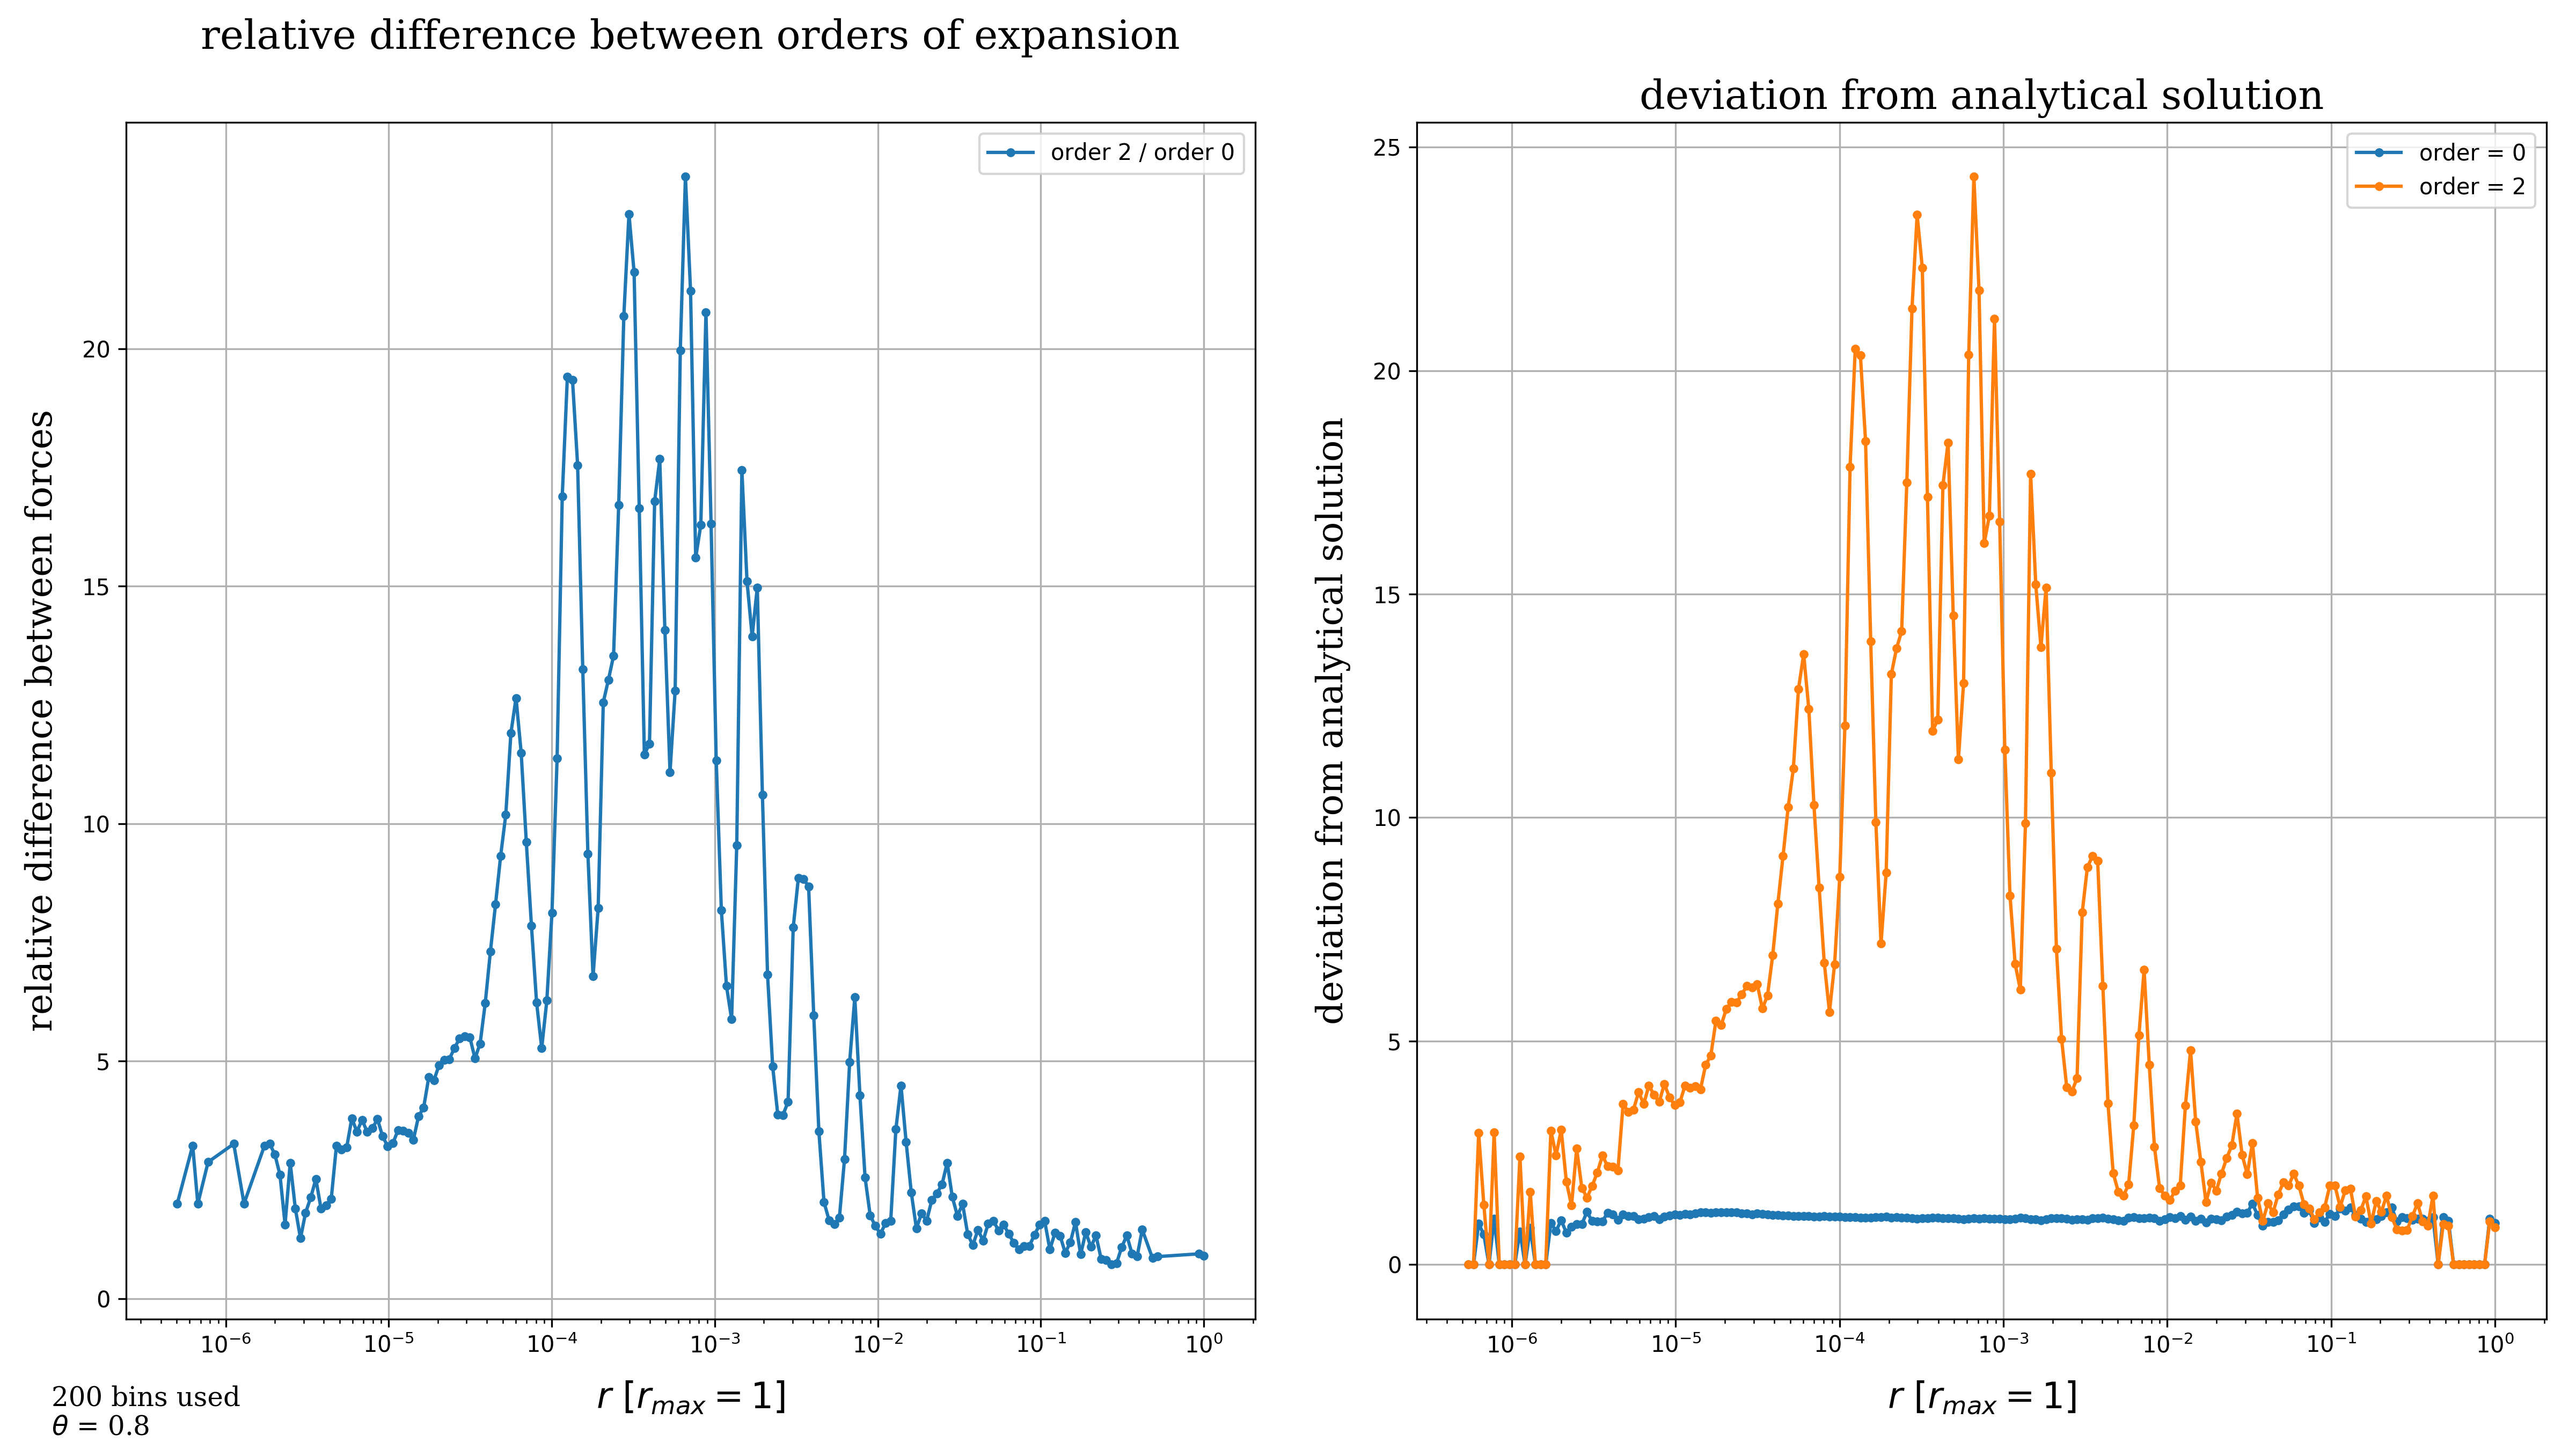 relative difference between orders of expansion
relative difference between forces
order 2 / order 0
20
15
10
5
0
10⁻⁶ 10⁻⁵ 10⁻⁴ 10⁻³ 10⁻² 10⁻¹ 10⁰
r [r_max = 1]
200 bins used
θ = 0.8
deviation from analytical solution
deviation from analytical solution
order = 0
order = 2
25
20
15
10
5
0
10⁻⁶ 10⁻⁵ 10⁻⁴ 10⁻³ 10⁻² 10⁻¹ 10⁰
r [r_max = 1]